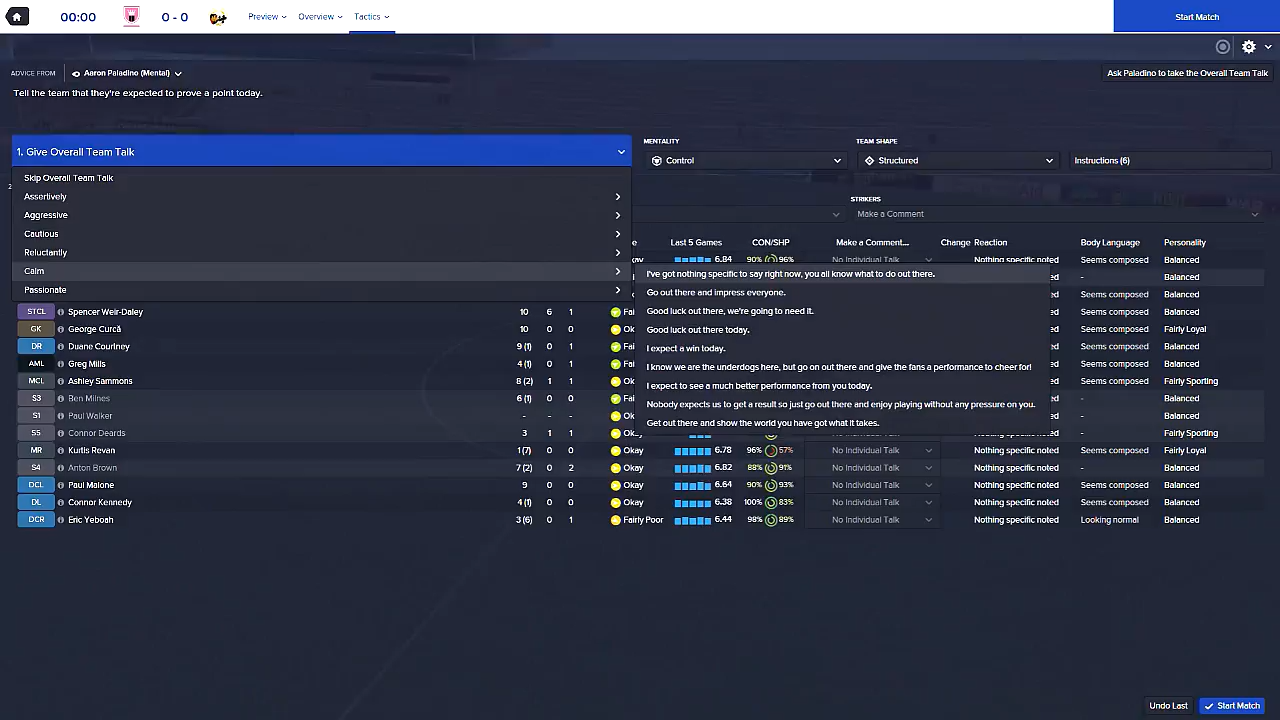 00:00 0 - 0 Preview Overview Tactics Start Match
ADVICE FROM Aaron Paladino (Mental) Ask Paladino to take the Overall Team Talk
Tell the team that they're expected to prove a point today.
MENTALITY TEAM SHAPE
1. Give Overall Team Talk Control Structured Instructions (6)
Skip Overall Team Talk
2
Assertively STRIKERS
Aggressive Make a Comment
Cautious
Last 5 Games CON/SHP Make a Comment... Change Reaction Body Language Personality
Reluctantly 6.84 90% 96% No Individual Talk Nothing specific noted Seems composed Balanced
Calm I've got nothing specific to say right now, you all know what to do out there. - Balanced
Passionate Go out there and impress everyone. Seems composed Balanced
STCL Spencer Weir-Daley 10 6 1 Good luck out there, we're going to need it. Seems composed Balanced
GK George Curcă 10 0 0 Good luck out there today. Seems composed Fairly Loyal
DR Duane Courtney 9 (1) 0 0 I expect a win today. Seems composed Balanced
AML Greg Mills 4 (1) 0 0 I know we are the underdogs here, but go on out there and give the fans a performance to cheer for! Seems composed Balanced
MCL Ashley Sammons 8 (2) 1 1 I expect to see a much better performance from you today. Seems composed Fairly Sporting
S3 Ben Milnes 6 (1) 0 0 Nobody expects us to get a result so just go out there and enjoy playing without any pressure on you. - Balanced
S1 Paul Walker - - - Get out there and show the world you have got what it takes. - Balanced
S5 Connor Deards 3 1 1 - Fairly Sporting
MR Kurtis Revan 1 (7) 0 0 Okay 6.78 96% 57% No Individual Talk Nothing specific noted Seems composed Fairly Loyal
S4 Anton Brown 7 (2) 0 2 Okay 6.82 88% 91% No Individual Talk Nothing specific noted - Balanced
DCL Paul Malone 9 0 0 Okay 6.64 90% 93% No Individual Talk Nothing specific noted Seems composed Balanced
DL Connor Kennedy 4 (1) 0 0 Okay 6.38 100% 83% No Individual Talk Nothing specific noted Seems composed Balanced
DCR Eric Yeboah 3 (6) 0 1 Fairly Poor 6.44 98% 89% No Individual Talk Nothing specific noted Looking normal Balanced
Undo Last Start Match